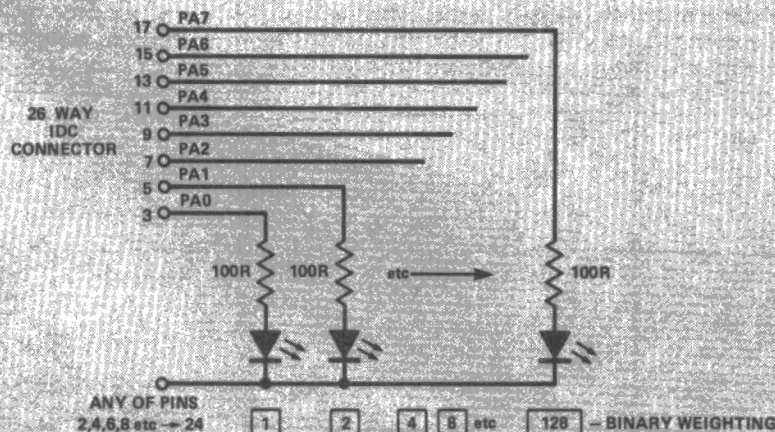 17 PA7
15 PA6
13 PA5
11 PA4
9 PA3
7 PA2
5 PA1
3 PA0
26 WAY
IDC
CONNECTOR
100R 100R etc 100R
ANY OF PINS
2,4,6,8 etc → 24 1 2 4 8 etc 128 – BINARY WEIGHTING